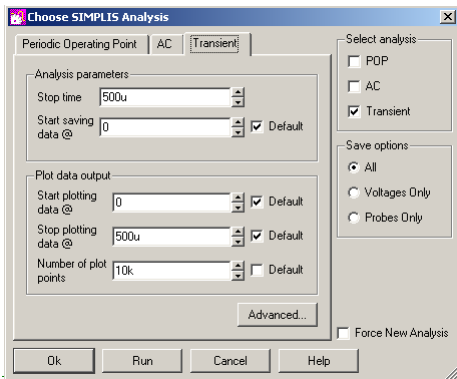 Choose SIMPLIS Analysis
Periodic Operating Point AC Transient
Analysis parameters
Stop time 500u
Start saving
data @ 0 Default
Plot data output
Start plotting
data @ 0 Default
Stop plotting
data @ 500u Default
Number of plot
points 10k Default
Advanced...
Select analysis
POP
AC
Transient
Save options
All
Voltages Only
Probes Only
Force New Analysis
Ok Run Cancel Help